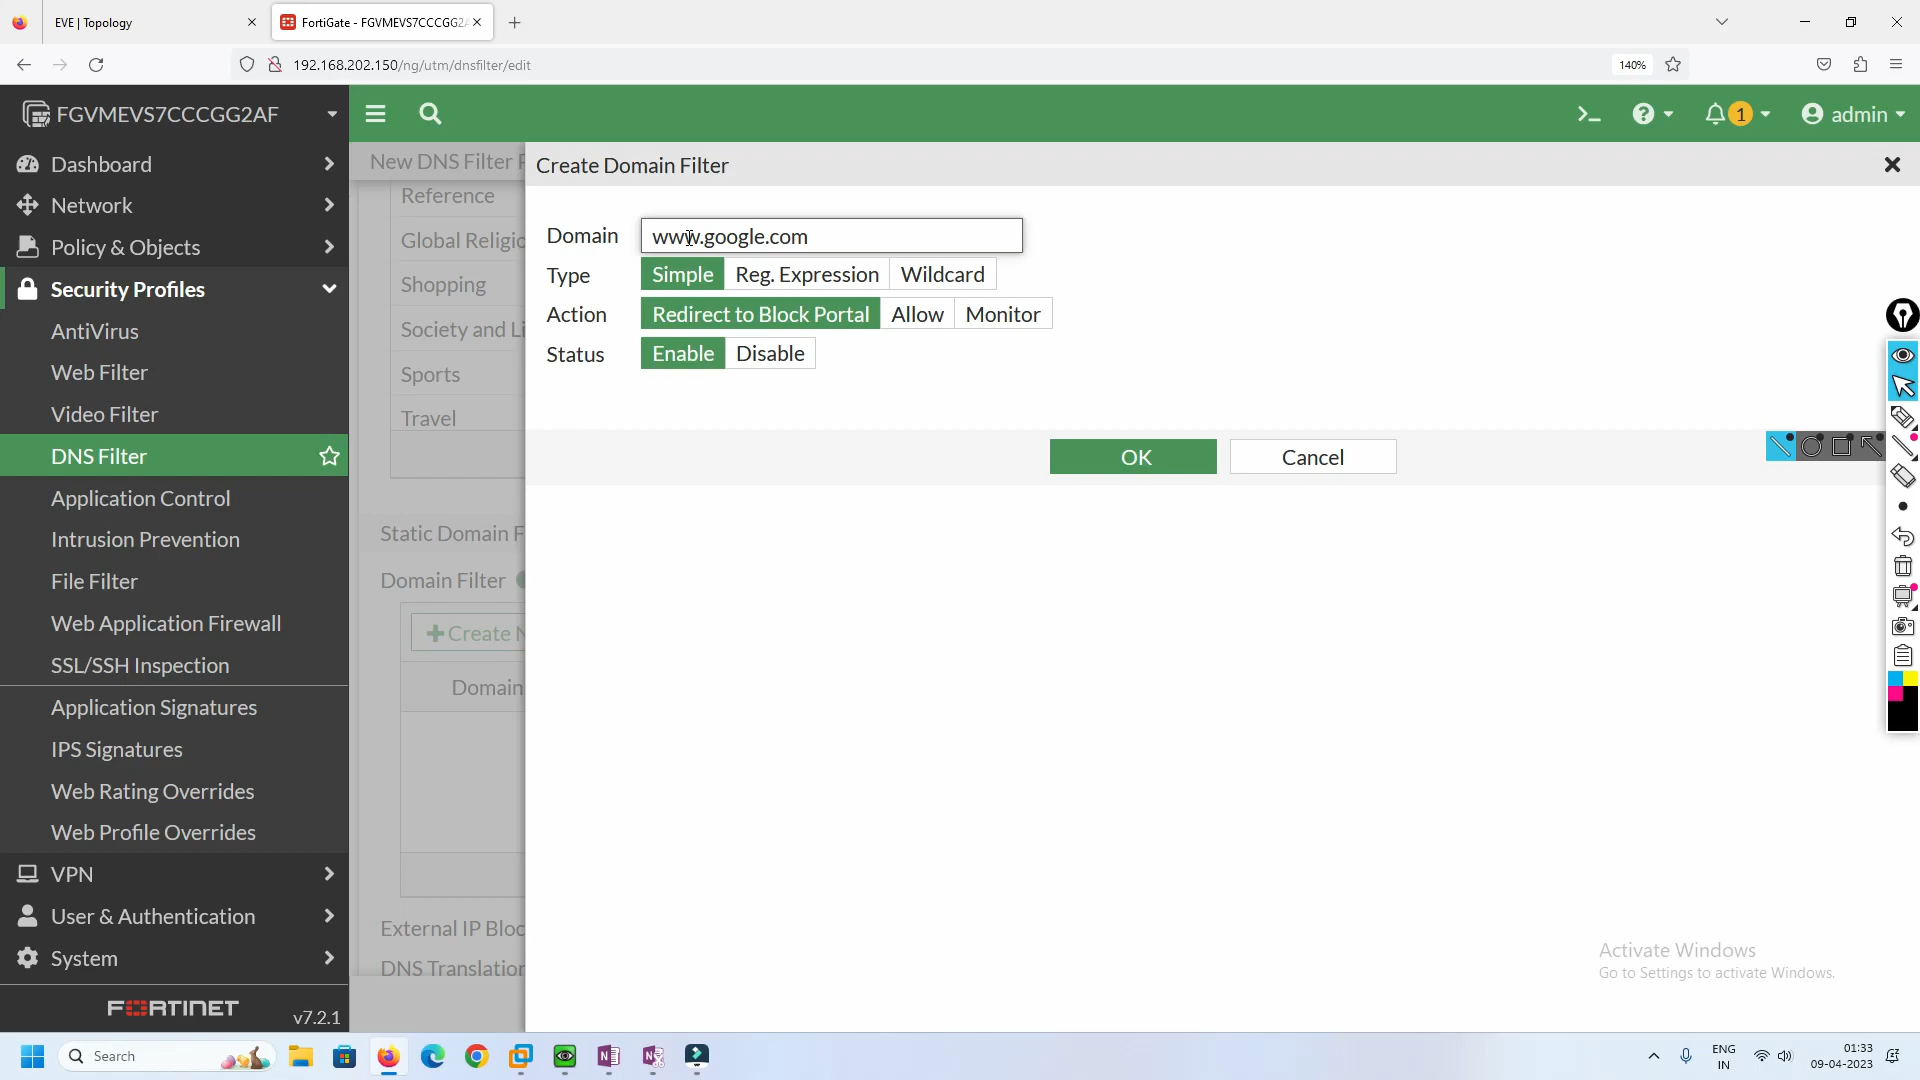 EVE | Topology
FortiGate - FGVMEVS7CCCGG2A
192.168.202.150/ng/utm/dnsfilter/edit
140%
FGVMEVS7CCCGG2AF
1
admin
Dashboard
Network
Policy & Objects
Security Profiles
AntiVirus
Web Filter
Video Filter
DNS Filter
Application Control
Intrusion Prevention
File Filter
Web Application Firewall
SSL/SSH Inspection
Application Signatures
IPS Signatures
Web Rating Overrides
Web Profile Overrides
VPN
User & Authentication
System
FORTINET
v7.2.1
New DNS Filter P
Reference
Global Religio
Shopping
Society and Li
Sports
Travel
Static Domain F
Domain Filter
Create N
Domain
External IP Bloc
DNS Translation
Create Domain Filter
Domain www.google.com
Type Simple Reg. Expression Wildcard
Action Redirect to Block Portal Allow Monitor
Status Enable Disable
OK Cancel
Activate Windows
Go to Settings to activate Windows.
Search
ENG
IN
01:33
09-04-2023